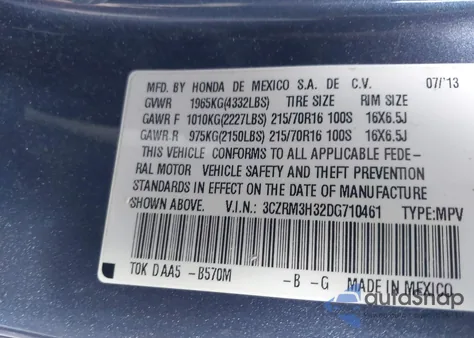 MFD. BY HONDA DE MEXICO S.A. DE C.V. 07/13
GVWR 1965KG(4332LBS) TIRE SIZE RIM SIZE
GAWR F 1010KG(2227LBS) 215/70R16 100S 16X6.5J
GAWR R 975KG(2150LBS) 215/70R16 100S 16X6.5J
THIS VEHICLE CONFORMS TO ALL APPLICABLE FEDE-
RAL MOTOR VEHICLE SAFETY AND THEFT PREVENTION
STANDARDS IN EFFECT ON THE DATE OF MANUFACTURE
SHOWN ABOVE. V.I.N.: 3CZRM3H32DG710461 TYPE:MPV
TOK DAA5 -B570M -B -G MADE IN MEXICO
autoshap